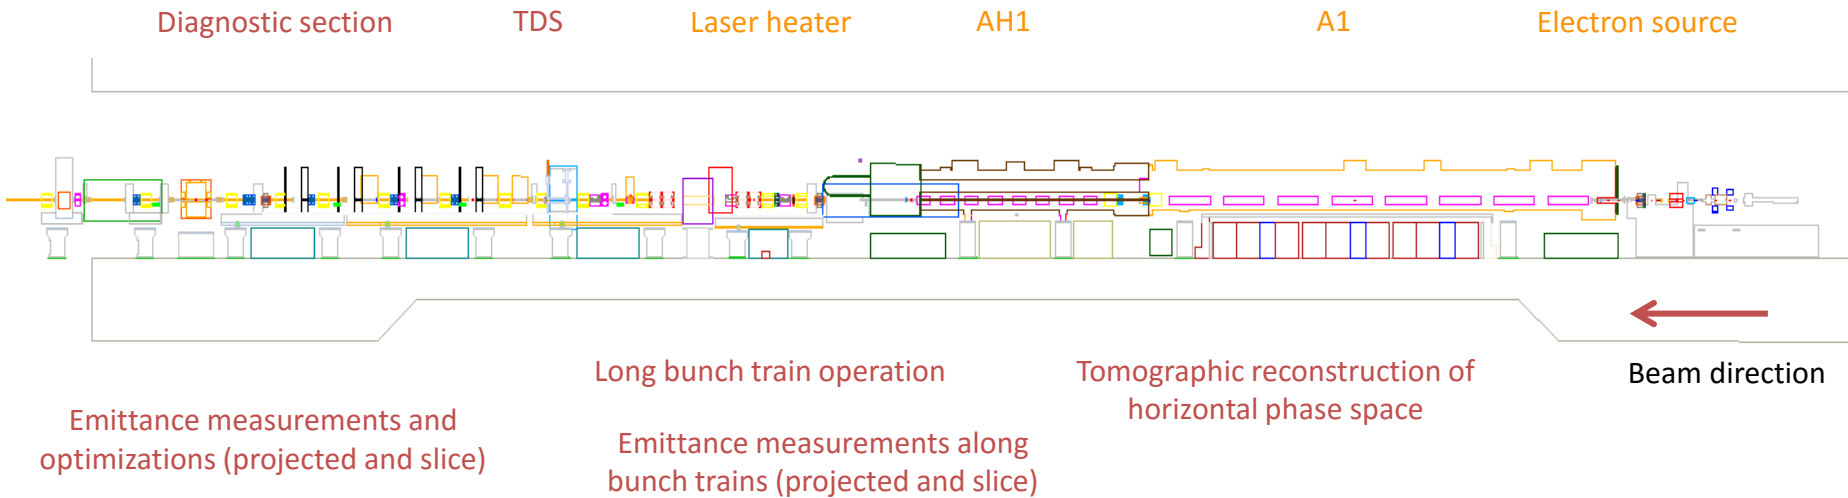 Diagnostic section
TDS
Laser heater
AH1
A1
Electron source
Long bunch train operation
Tomographic reconstruction of
horizontal phase space
Beam direction
Emittance measurements and
optimizations (projected and slice)
Emittance measurements along
bunch trains (projected and slice)